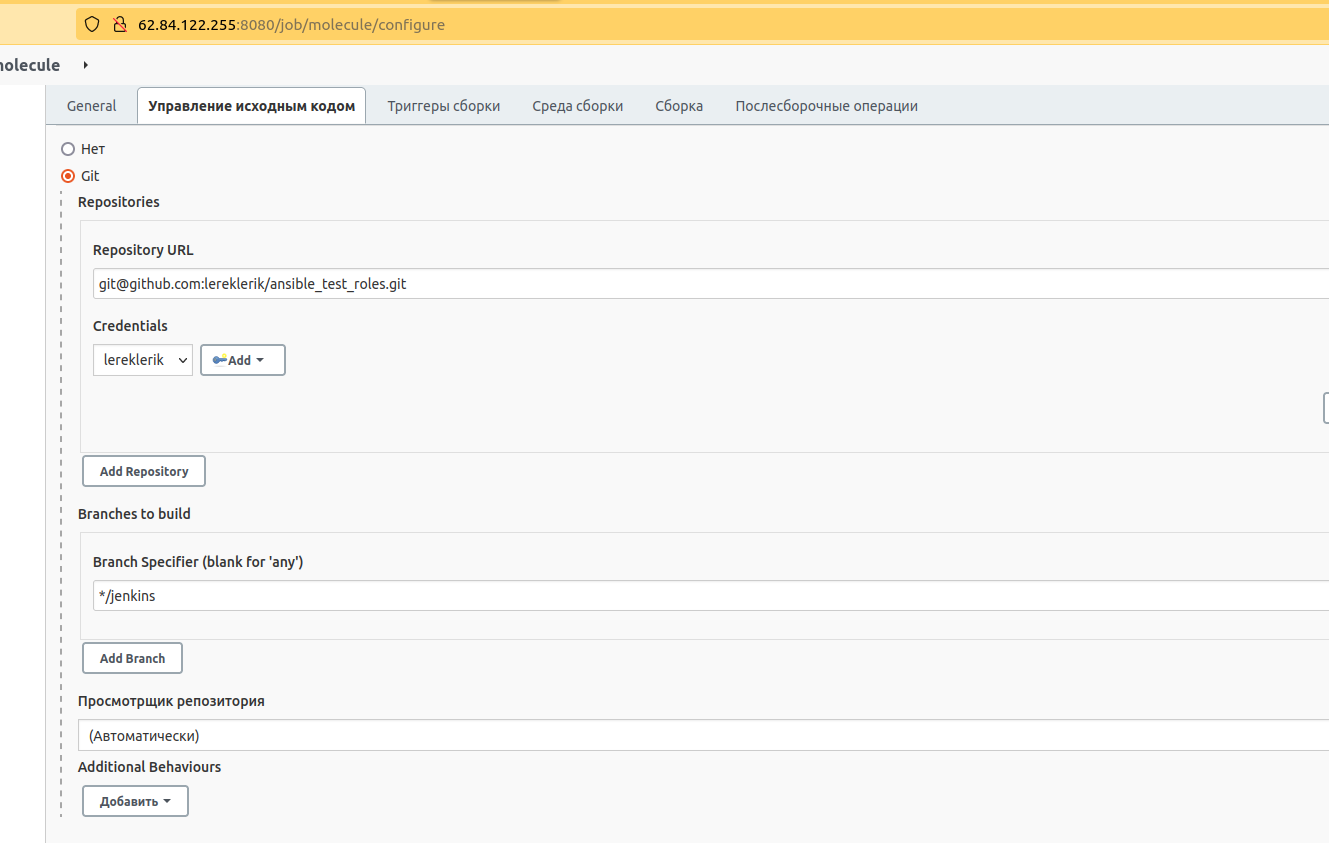 62.84.122.255:8080/job/molecule/configure
molecule
General Управление исходным кодом Триггеры сборки Среда сборки Сборка Послесборочные операции
Нет
Git
Repositories
Repository URL
git@github.com:lereklerik/ansible_test_roles.git
Credentials
lereklerik Add
Add Repository
Branches to build
Branch Specifier (blank for 'any')
*/jenkins
Add Branch
Просмотрщик репозитория
(Автоматически)
Additional Behaviours
Добавить